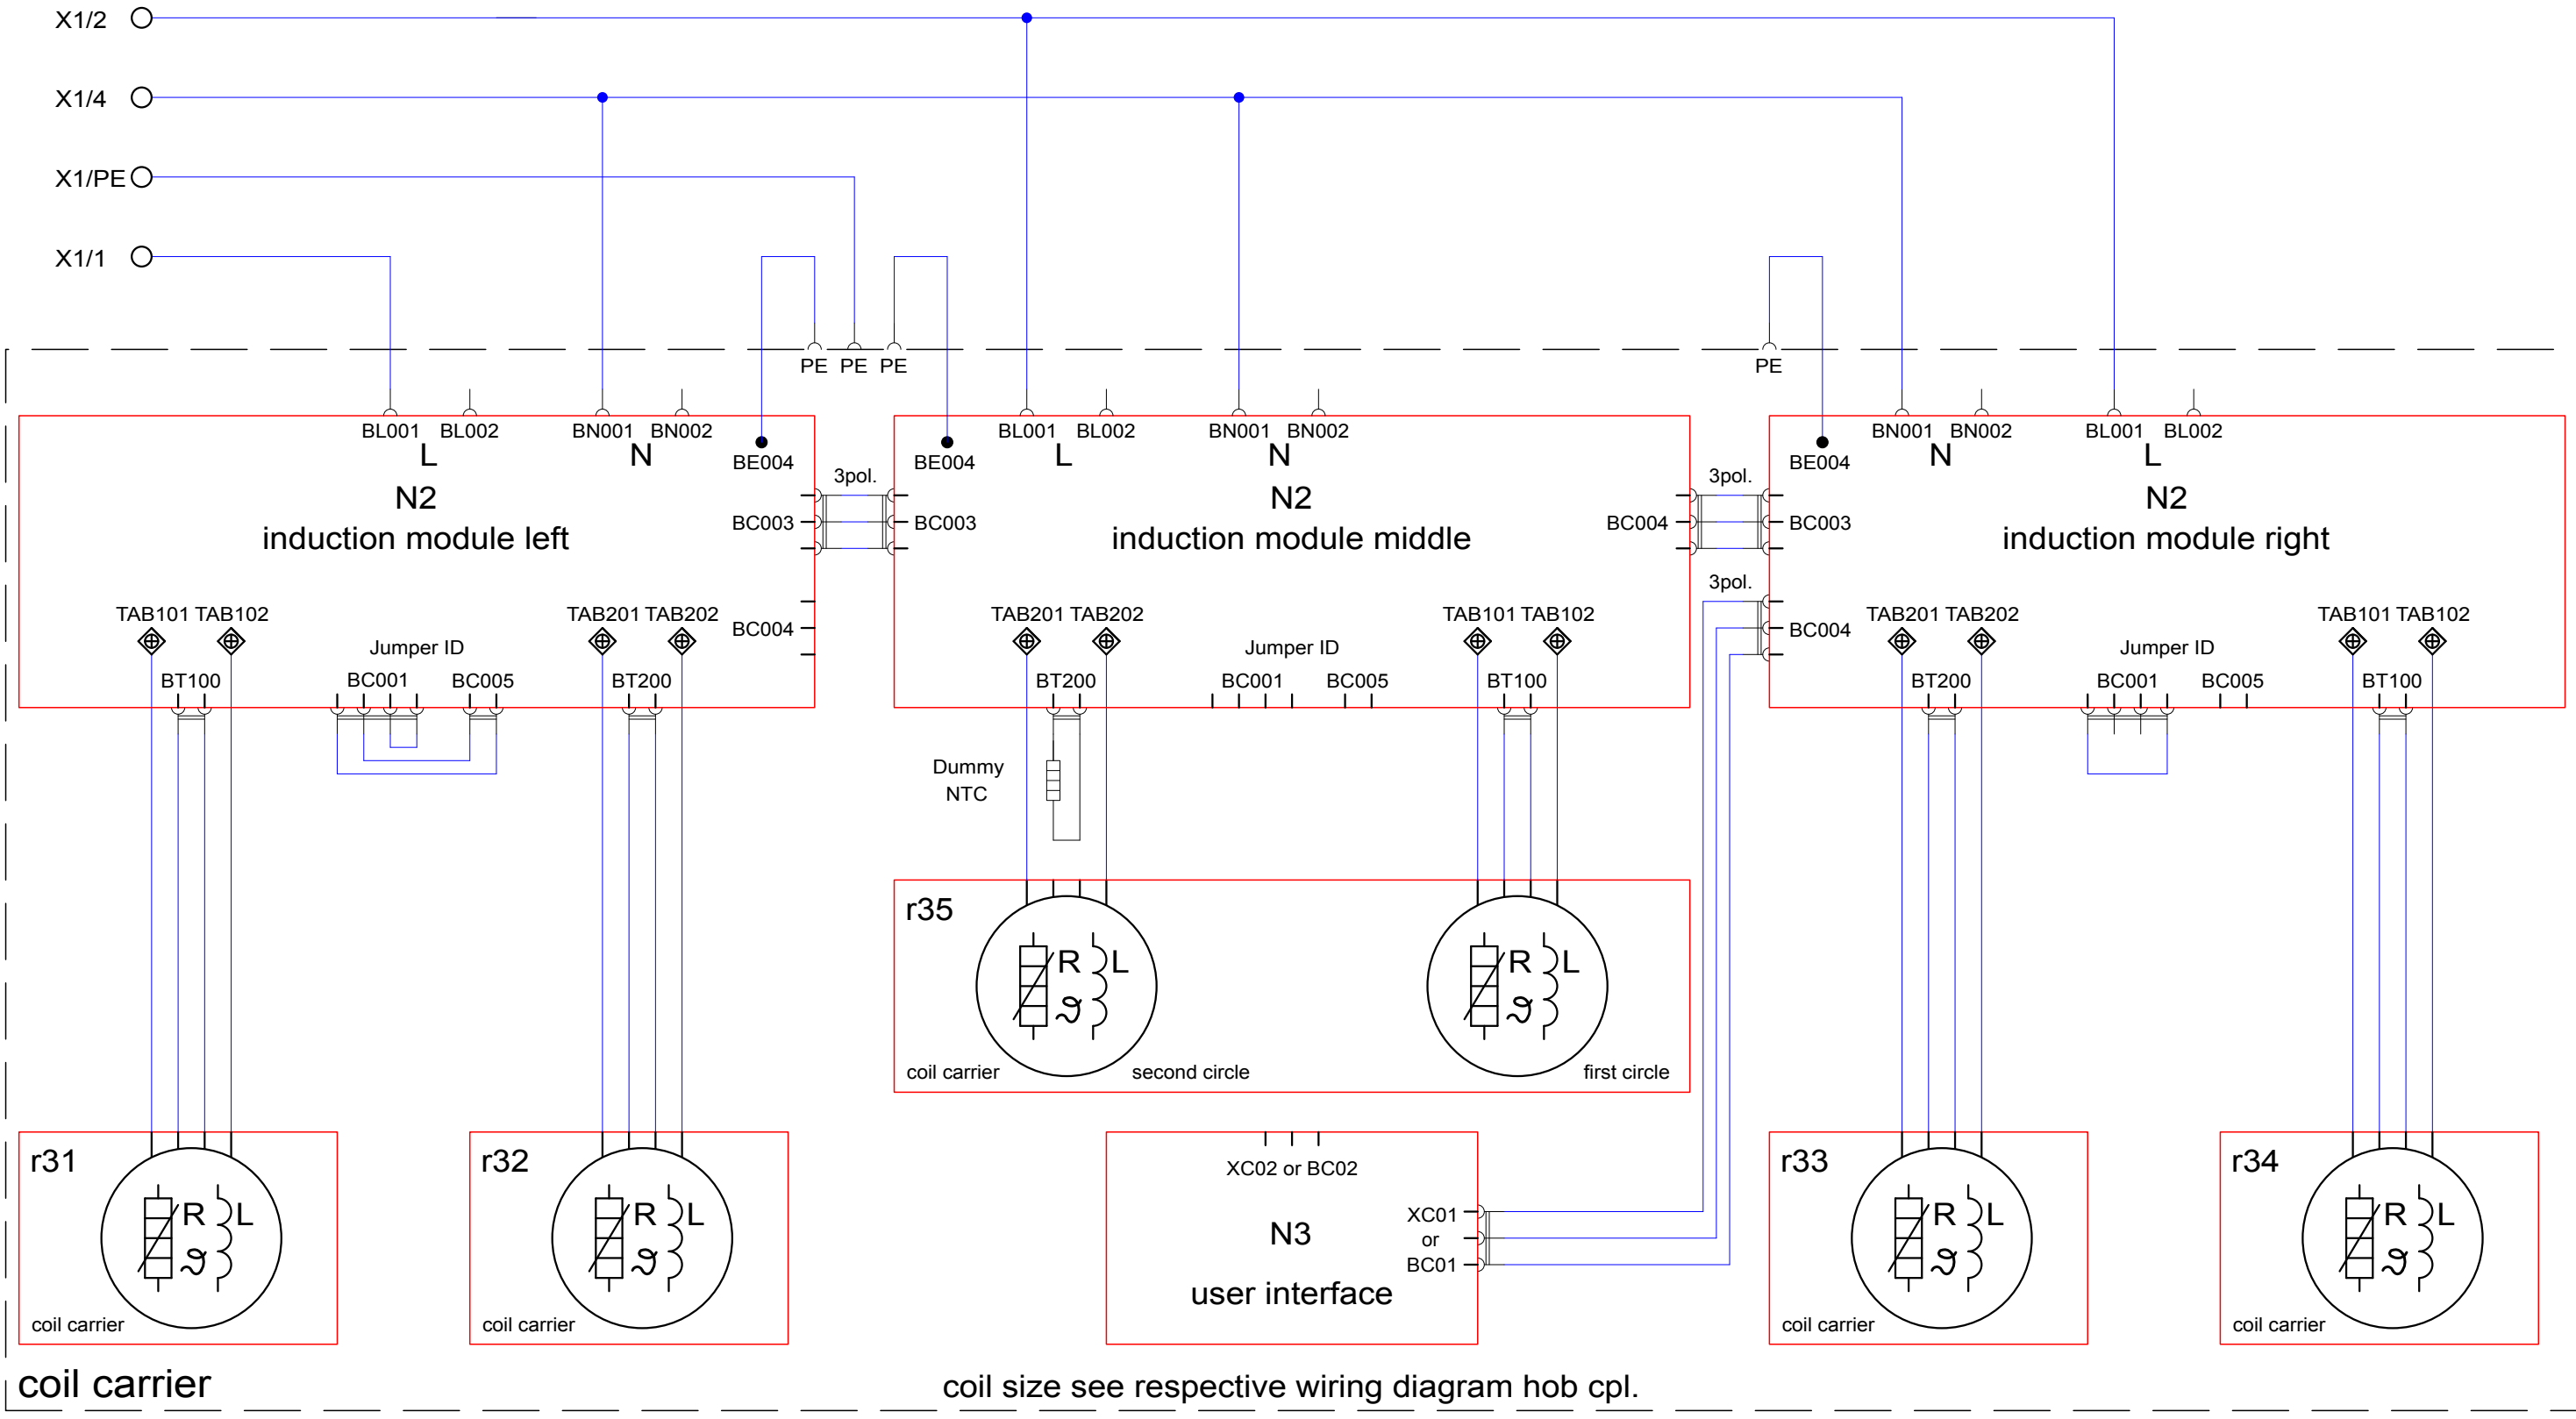 X1/2
X1/4
X1/PE
X1/1
PE PE PE PE
BL001 BL002 BN001 BN002
L N
BE004
N2
induction module left
BC003
BC004
TAB101 TAB102 TAB201 TAB202
Jumper ID
BT100 BC001 BC005 BT200
3pol.
BL001 BL002 BN001 BN002
L N
BE004
N2
induction module middle
BC003 BC004
TAB201 TAB202 TAB101 TAB102
Jumper ID
BT200 BC001 BC005 BT100
3pol.
3pol.
BN001 BN002 BL001 BL002
N L
BE004
N2
induction module right
BC003
BC004
TAB201 TAB202 TAB101 TAB102
Jumper ID
BT200 BC001 BC005 BT100
Dummy
NTC
r35
R L
ϑ
R L
ϑ
coil carrier second circle first circle
r31
R L
ϑ
coil carrier
r32
R L
ϑ
coil carrier
XC02 or BC02
XC01
or
BC01
N3
user interface
r33
R L
ϑ
coil carrier
r34
R L
ϑ
coil carrier
coil carrier
coil size see respective wiring diagram hob cpl.